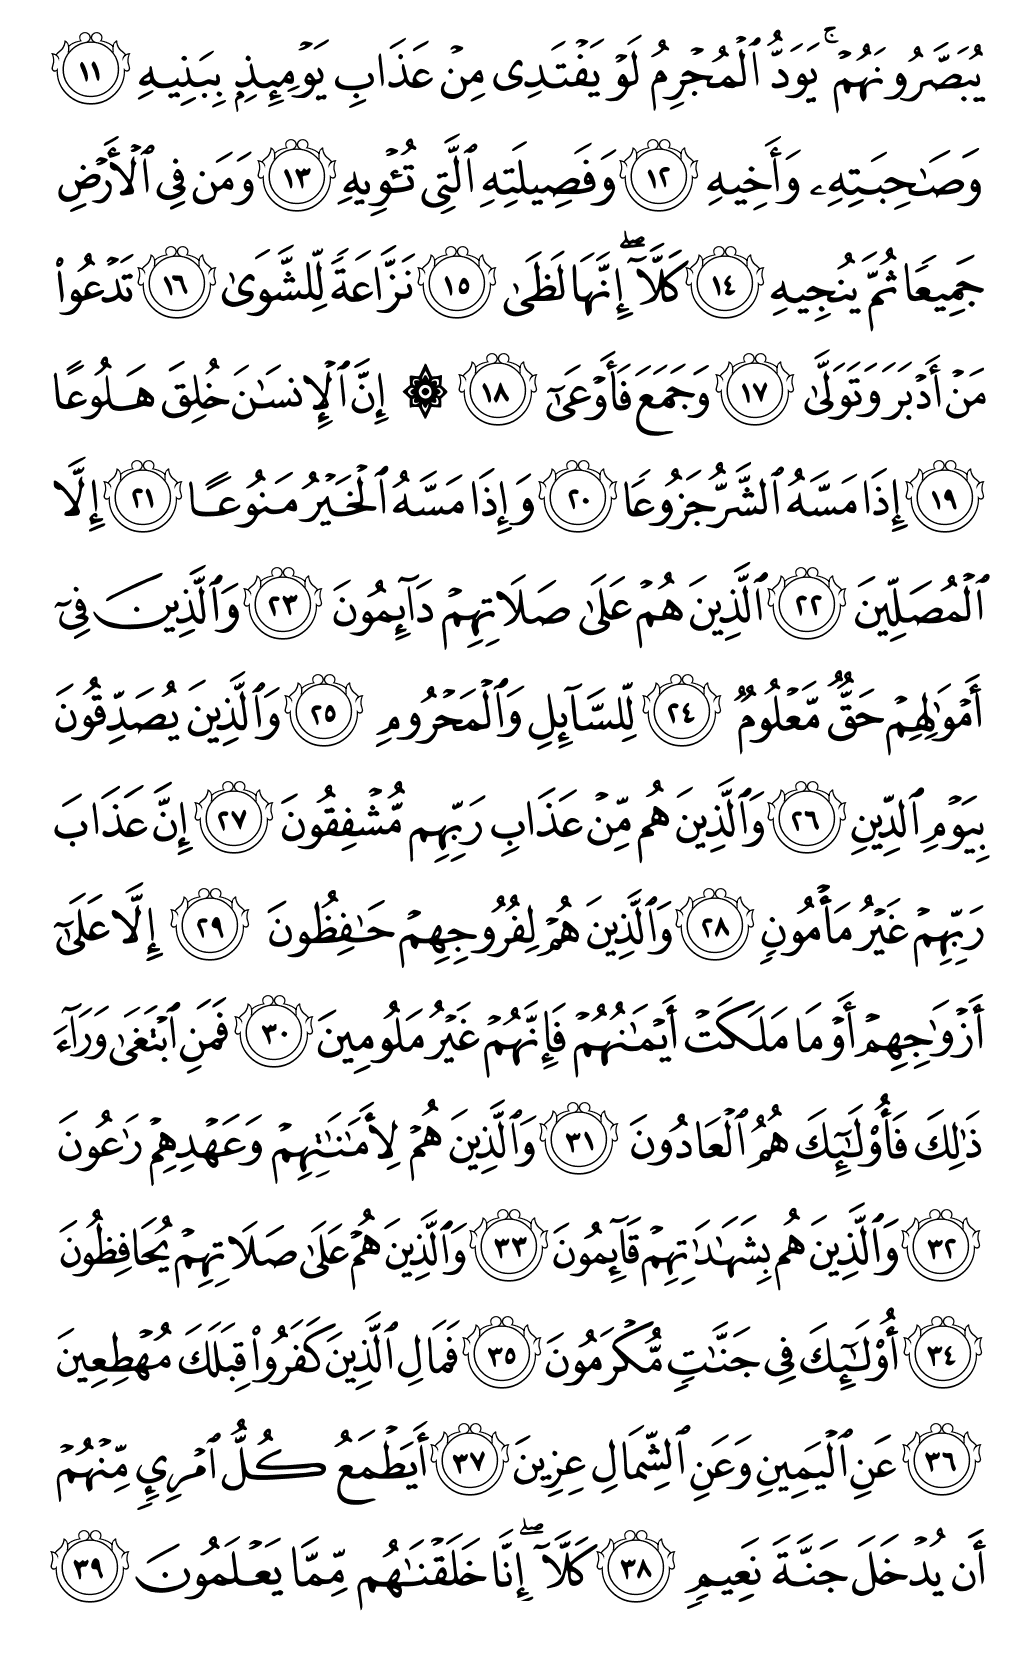 يُبَصَّرُونَهُمْ ۚ يَوَدُّ ٱلْمُجْرِمُ لَوْ يَفْتَدِى مِنْ عَذَابِ يَوْمِئِذٍۭ بِبَنِيهِ ١١
وَصَـٰحِبَتِهِۦ وَأَخِيهِ ١٢ وَفَصِيلَتِهِ ٱلَّتِى تُـْٔوِيهِ ١٣ وَمَن فِى ٱلْأَرْضِ
جَمِيعًا ثُمَّ يُنجِيهِ ١٤ كَلَّآ ۖ إِنَّهَا لَظَىٰ ١٥ نَزَّاعَةً لِّلشَّوَىٰ ١٦ تَدْعُوا۟
مَنْ أَدْبَرَ وَتَوَلَّىٰ ١٧ وَجَمَعَ فَأَوْعَىٰٓ ١٨ ۞ إِنَّ ٱلْإِنسَـٰنَ خُلِقَ هَلُوعًا
١٩ إِذَا مَسَّهُ ٱلشَّرُّ جَزُوعًا ٢٠ وَإِذَا مَسَّهُ ٱلْخَيْرُ مَنُوعًا ٢١ إِلَّا
ٱلْمُصَلِّينَ ٢٢ ٱلَّذِينَ هُمْ عَلَىٰ صَلَاتِهِمْ دَآئِمُونَ ٢٣ وَٱلَّذِينَ فِىٓ
أَمْوَٰلِهِمْ حَقٌّ مَّعْلُومٌ ٢٤ لِّلسَّآئِلِ وَٱلْمَحْرُومِ ٢٥ وَٱلَّذِينَ يُصَدِّقُونَ
بِيَوْمِ ٱلدِّينِ ٢٦ وَٱلَّذِينَ هُم مِّنْ عَذَابِ رَبِّهِم مُّشْفِقُونَ ٢٧ إِنَّ عَذَابَ
رَبِّهِمْ غَيْرُ مَأْمُونٍ ٢٨ وَٱلَّذِينَ هُمْ لِفُرُوجِهِمْ حَـٰفِظُونَ ٢٩ إِلَّا عَلَىٰٓ
أَزْوَٰجِهِمْ أَوْ مَا مَلَكَتْ أَيْمَـٰنُهُمْ فَإِنَّهُمْ غَيْرُ مَلُومِينَ ٣٠ فَمَنِ ٱبْتَغَىٰ وَرَآءَ
ذَٰلِكَ فَأُو۟لَـٰٓئِكَ هُمُ ٱلْعَادُونَ ٣١ وَٱلَّذِينَ هُمْ لِأَمَـٰنَـٰتِهِمْ وَعَهْدِهِمْ رَٰعُونَ
٣٢ وَٱلَّذِينَ هُم بِشَهَـٰدَٰتِهِمْ قَآئِمُونَ ٣٣ وَٱلَّذِينَ هُمْ عَلَىٰ صَلَاتِهِمْ يُحَافِظُونَ
٣٤ أُو۟لَـٰٓئِكَ فِى جَنَّـٰتٍ مُّكْرَمُونَ ٣٥ فَمَالِ ٱلَّذِينَ كَفَرُوا۟ قِبَلَكَ مُهْطِعِينَ
٣٦ عَنِ ٱلْيَمِينِ وَعَنِ ٱلشِّمَالِ عِزِينَ ٣٧ أَيَطْمَعُ كُلُّ ٱمْرِئٍ مِّنْهُمْ
أَن يُدْخَلَ جَنَّةَ نَعِيمٍ ٣٨ كَلَّآ ۖ إِنَّا خَلَقْنَـٰهُم مِّمَّا يَعْلَمُونَ ٣٩